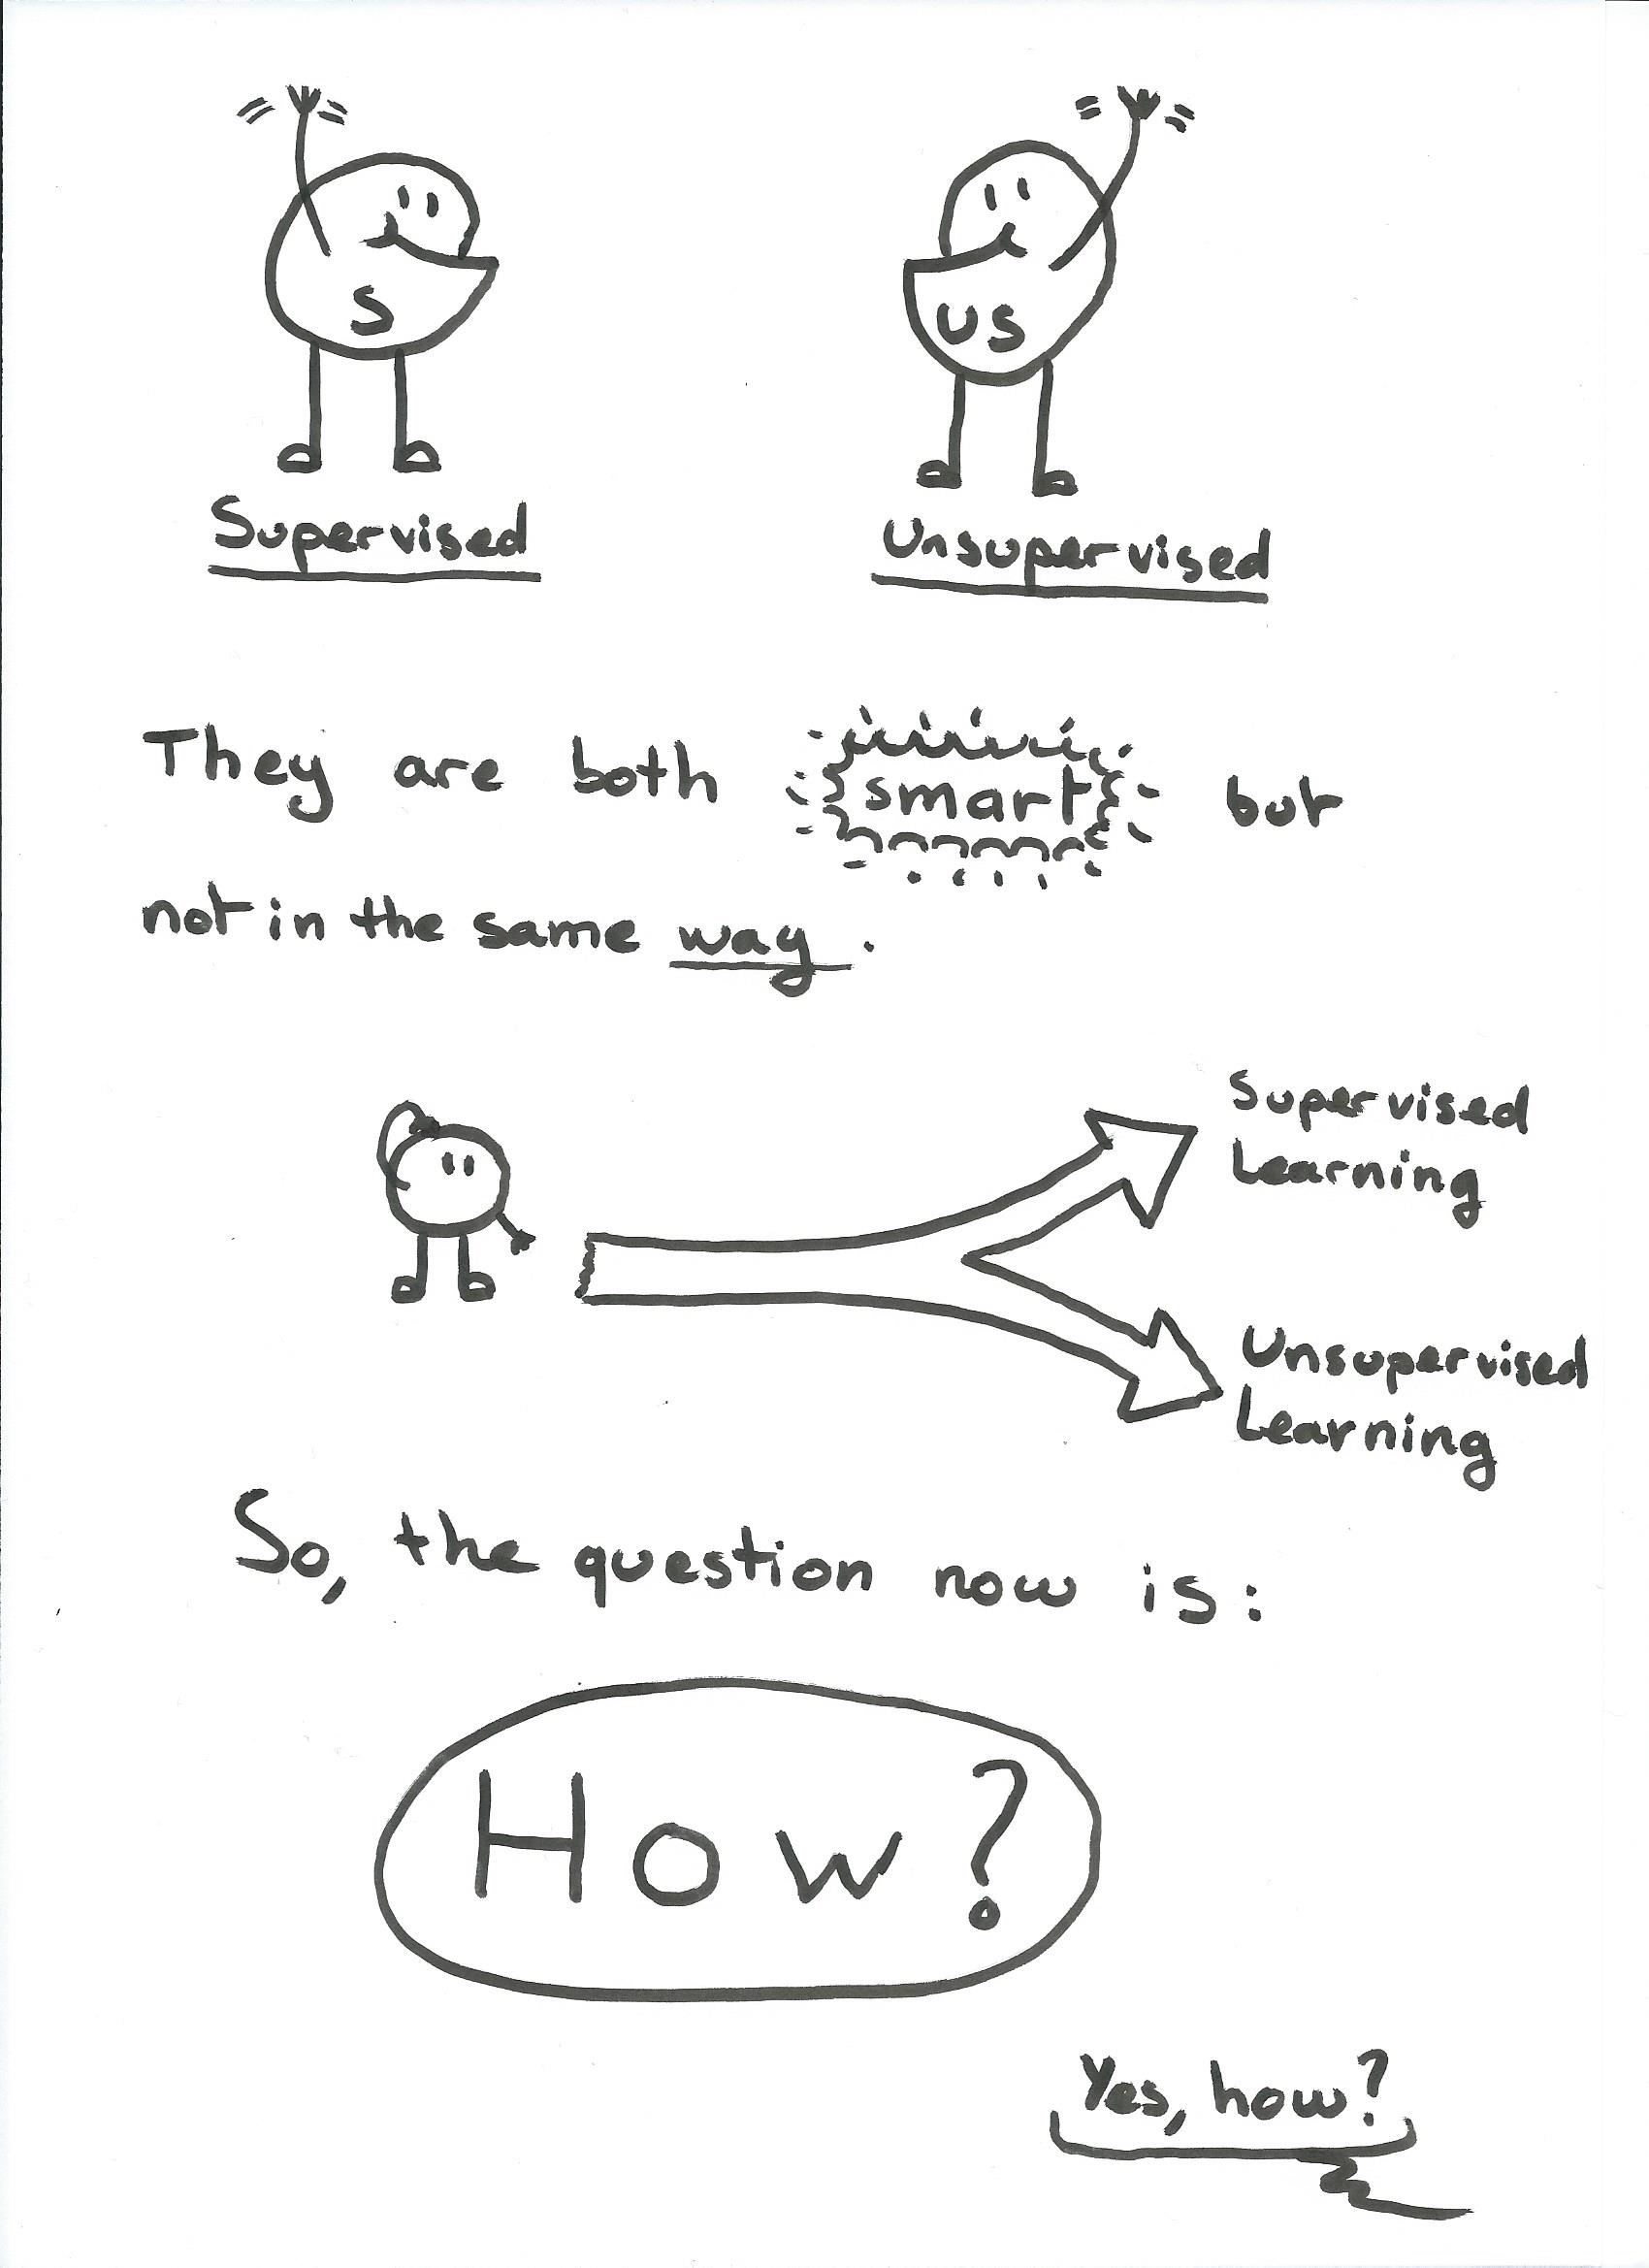 S
US
Supervised
Unsupervised
They are both smart but
not in the same way.
Supervised
Learning
Unsupervised
Learning
So, the question now is:
How?
Yes, how?